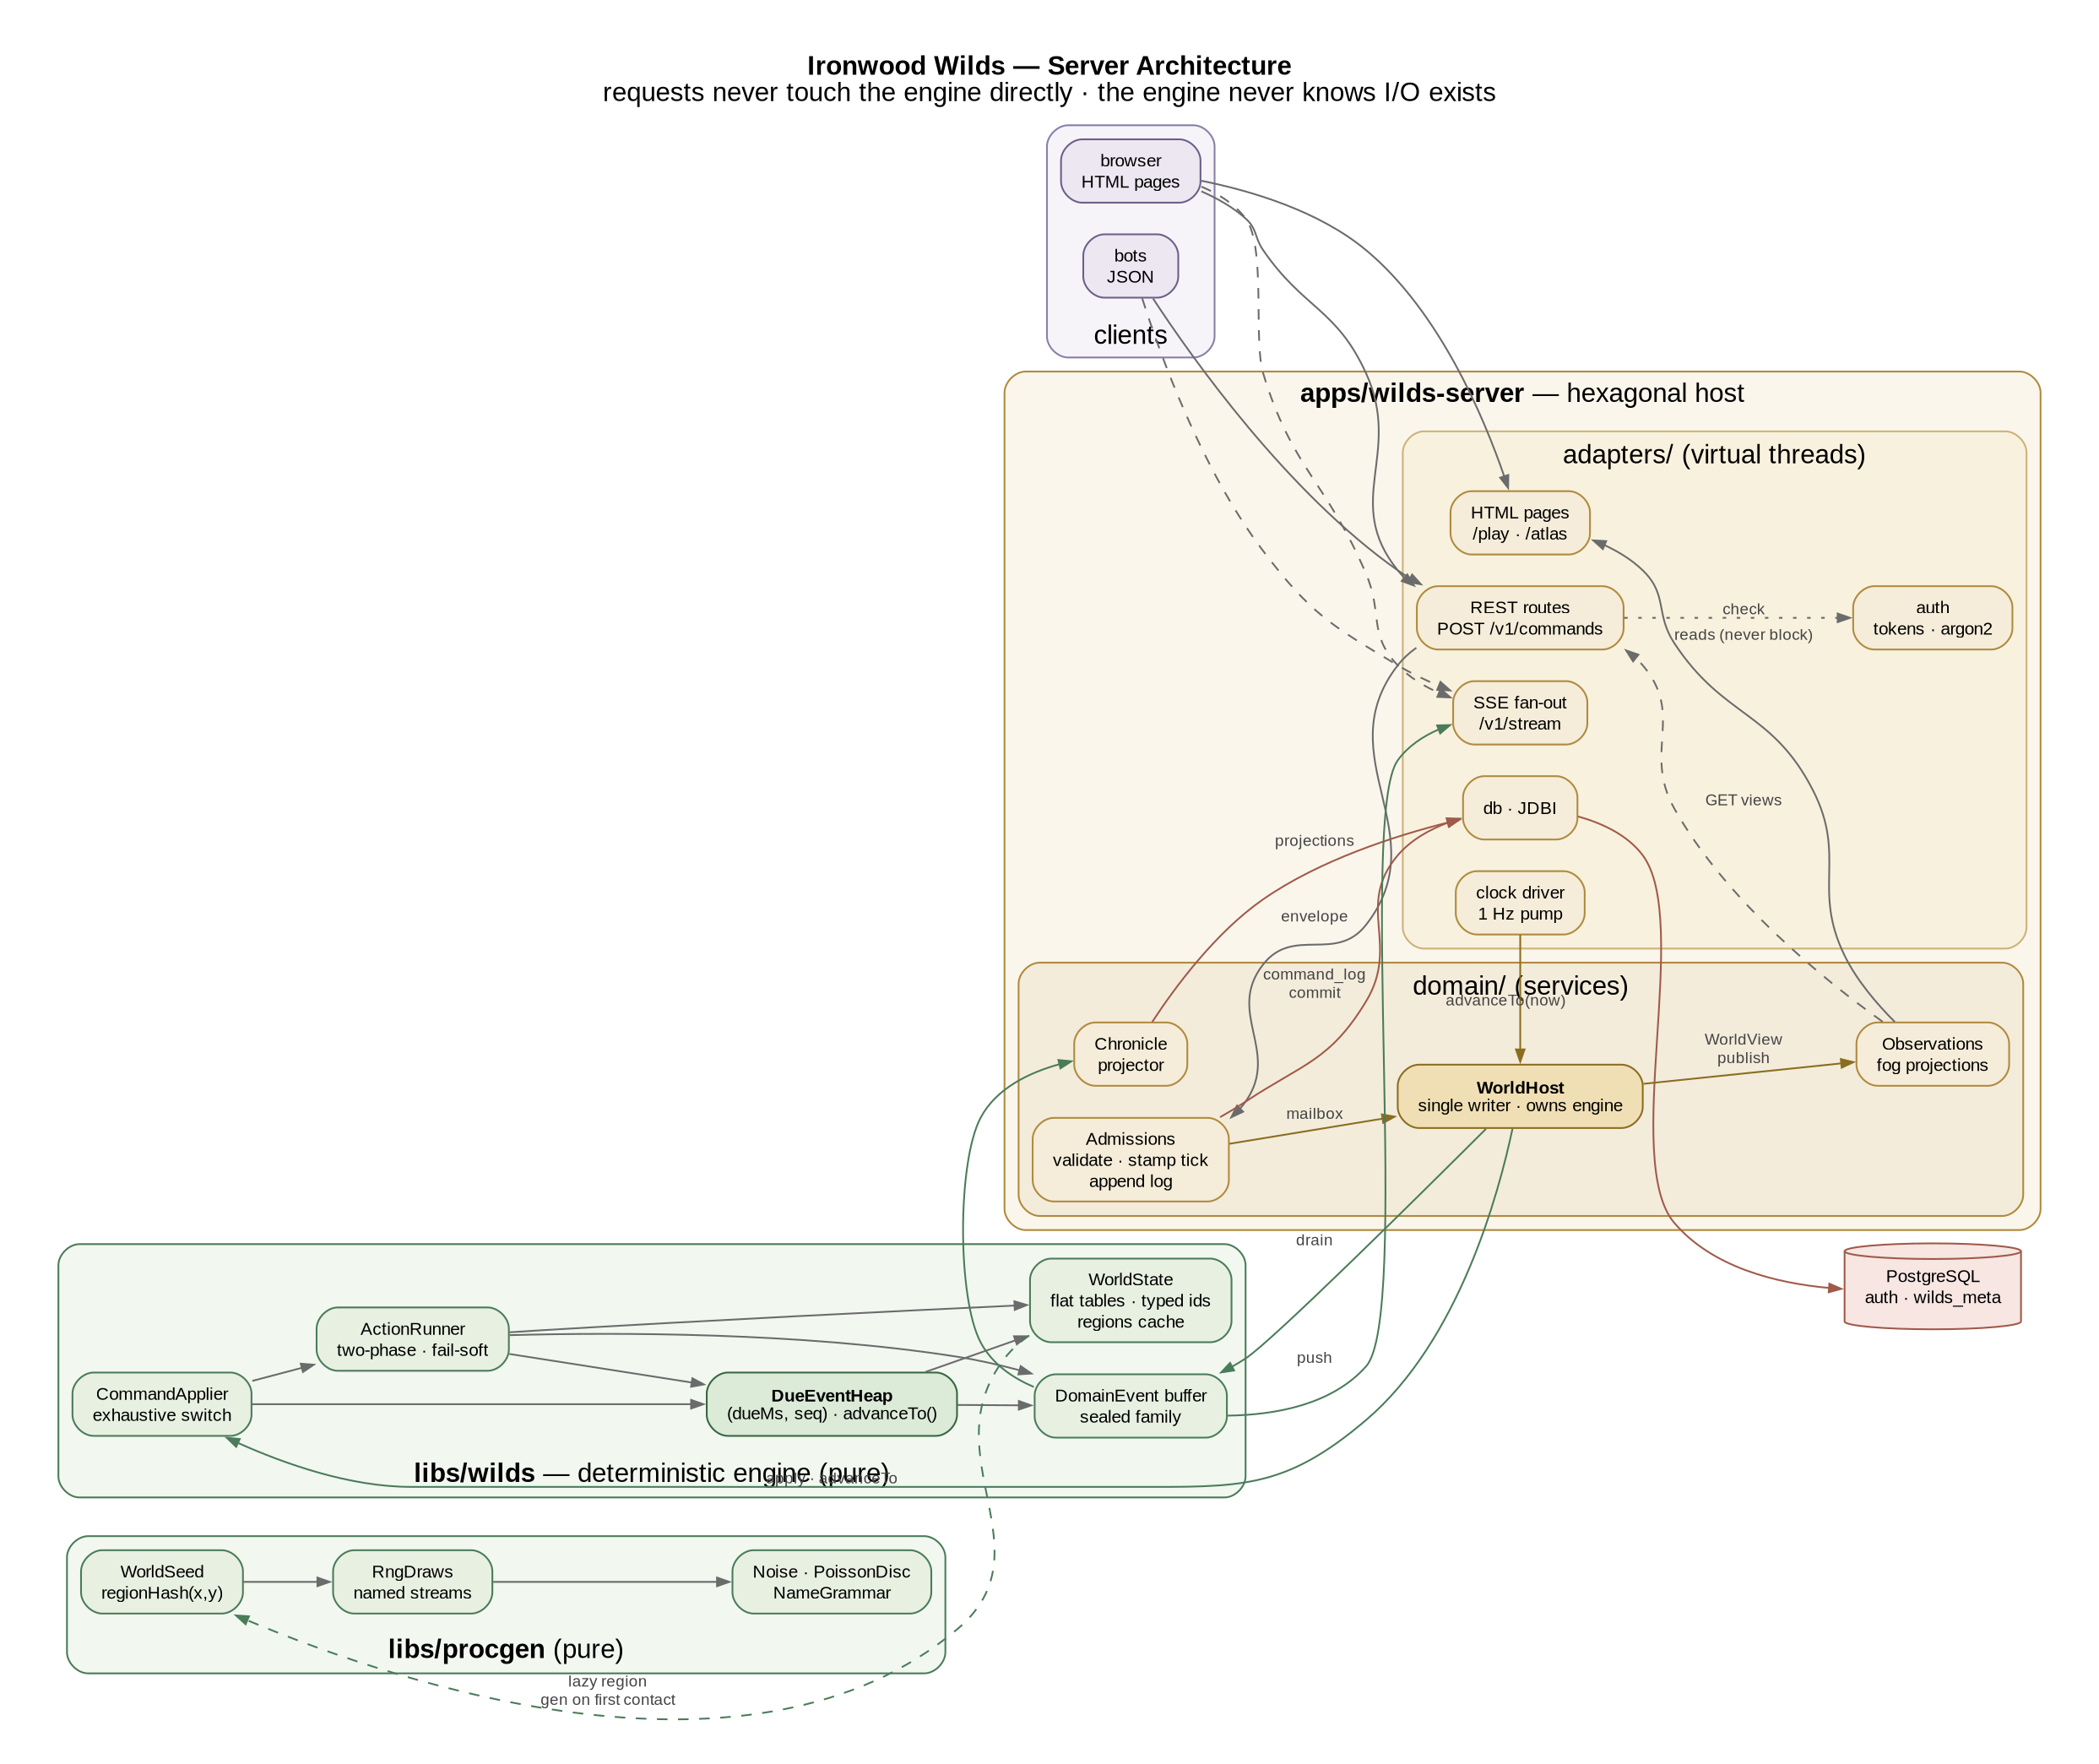 Ironwood Wilds — Server Architecture
requests never touch the engine directly · the engine never knows I/O exists
browser
HTML pages
bots
JSON
clients
apps/wilds-server — hexagonal host
adapters/ (virtual threads)
HTML pages
/play · /atlas
REST routes
POST /v1/commands
check
reads (never block)
auth
tokens · argon2
SSE fan-out
/v1/stream
db · JDBI
GET views
projections
clock driver
1 Hz pump
envelope
command_log
commit
domain/ (services)
advanceTo(now)
Chronicle
projector
WorldView
publish
Observations
fog projections
WorldHost
single writer · owns engine
mailbox
Admissions
validate · stamp tick
append log
drain
PostgreSQL
auth · wilds_meta
WorldState
flat tables · typed ids
regions cache
ActionRunner
two-phase · fail-soft
push
CommandApplier
exhaustive switch
DueEventHeap
(dueMs, seq) · advanceTo()
DomainEvent buffer
sealed family
libs/wilds — deterministic engine (pure)
apply · advanceTo
WorldSeed
regionHash(x,y)
RngDraws
named streams
Noise · PoissonDisc
NameGrammar
libs/procgen (pure)
lazy region
gen on first contact